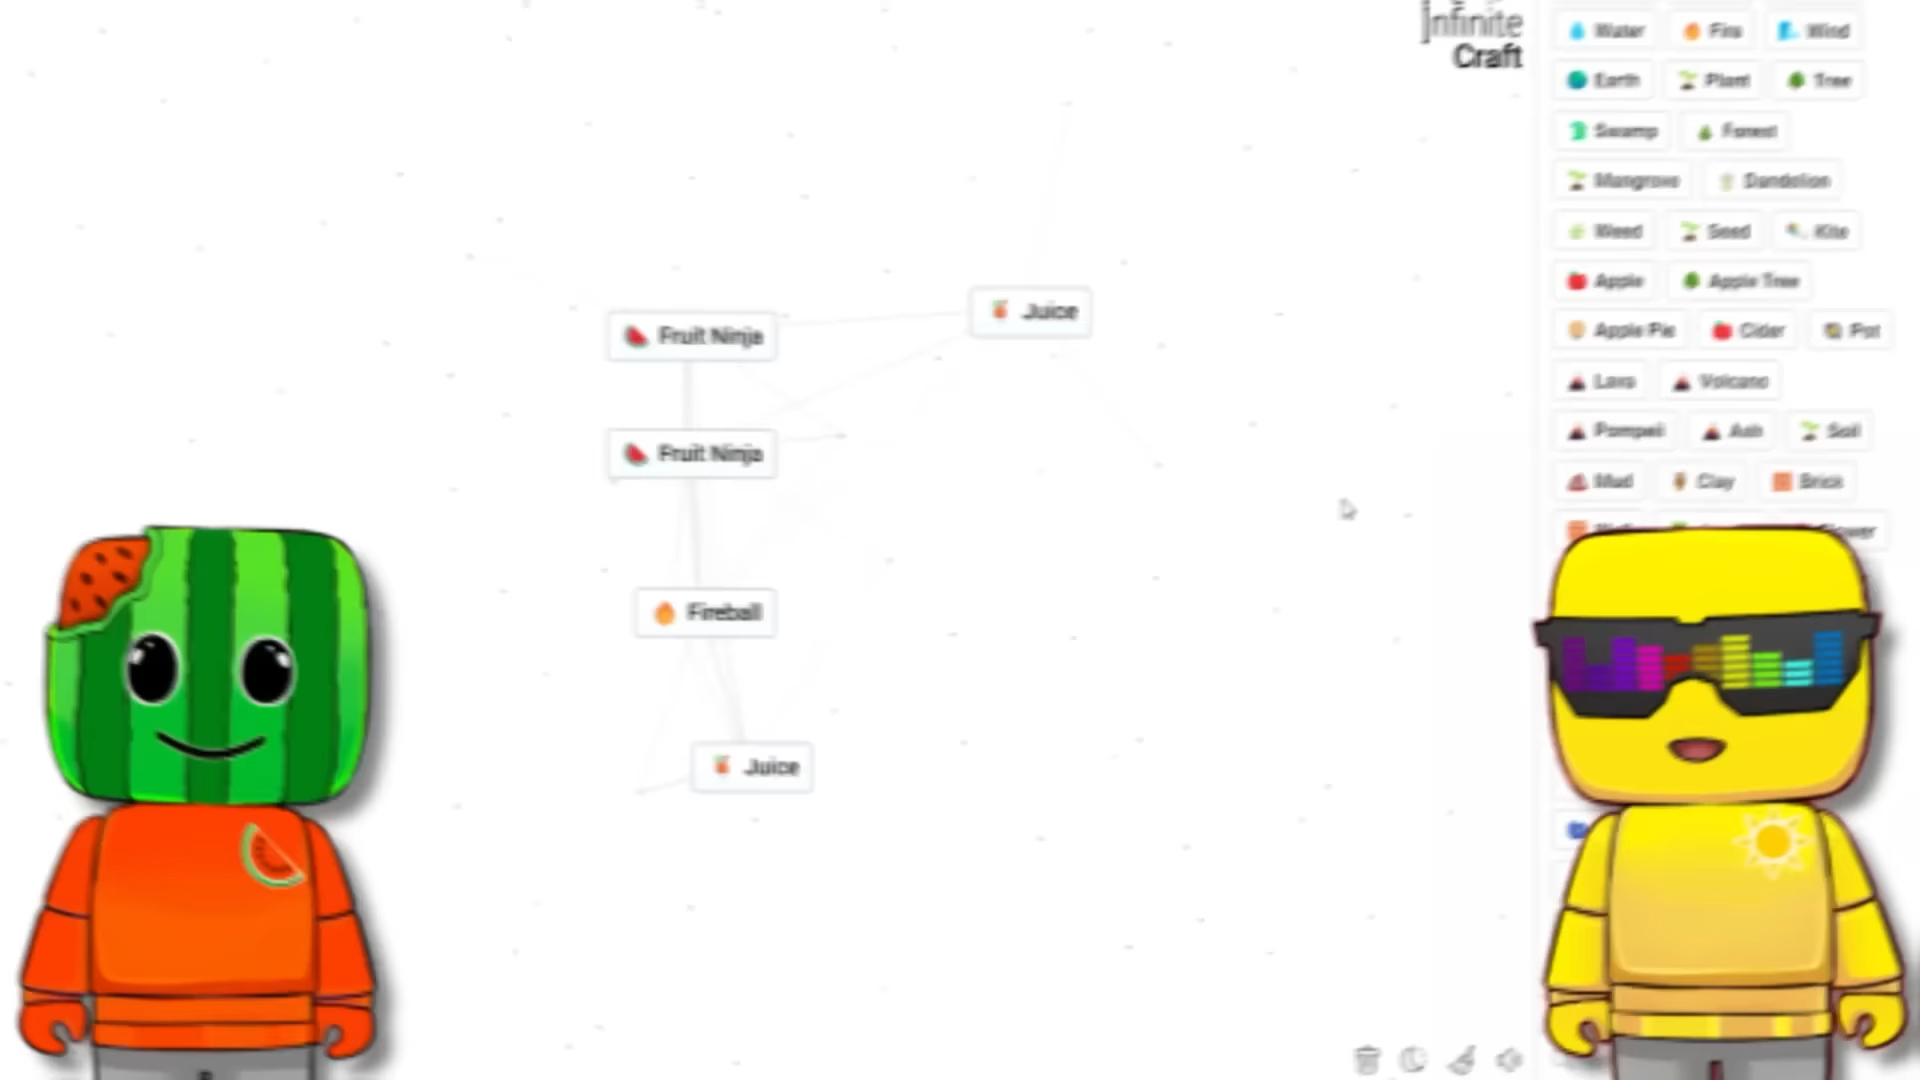 Infinite
Craft
Water Fire Wind
Earth Plant Tree
Swamp Forest
Mangrove Dandelion
Weed Seed Kite
Apple Apple Tree
Apple Pie Cider Pot
Lava Volcano
Pompeii Ash Soil
Mud Clay Brick
Juice
Fruit Ninja
Fruit Ninja
Fireball
Juice